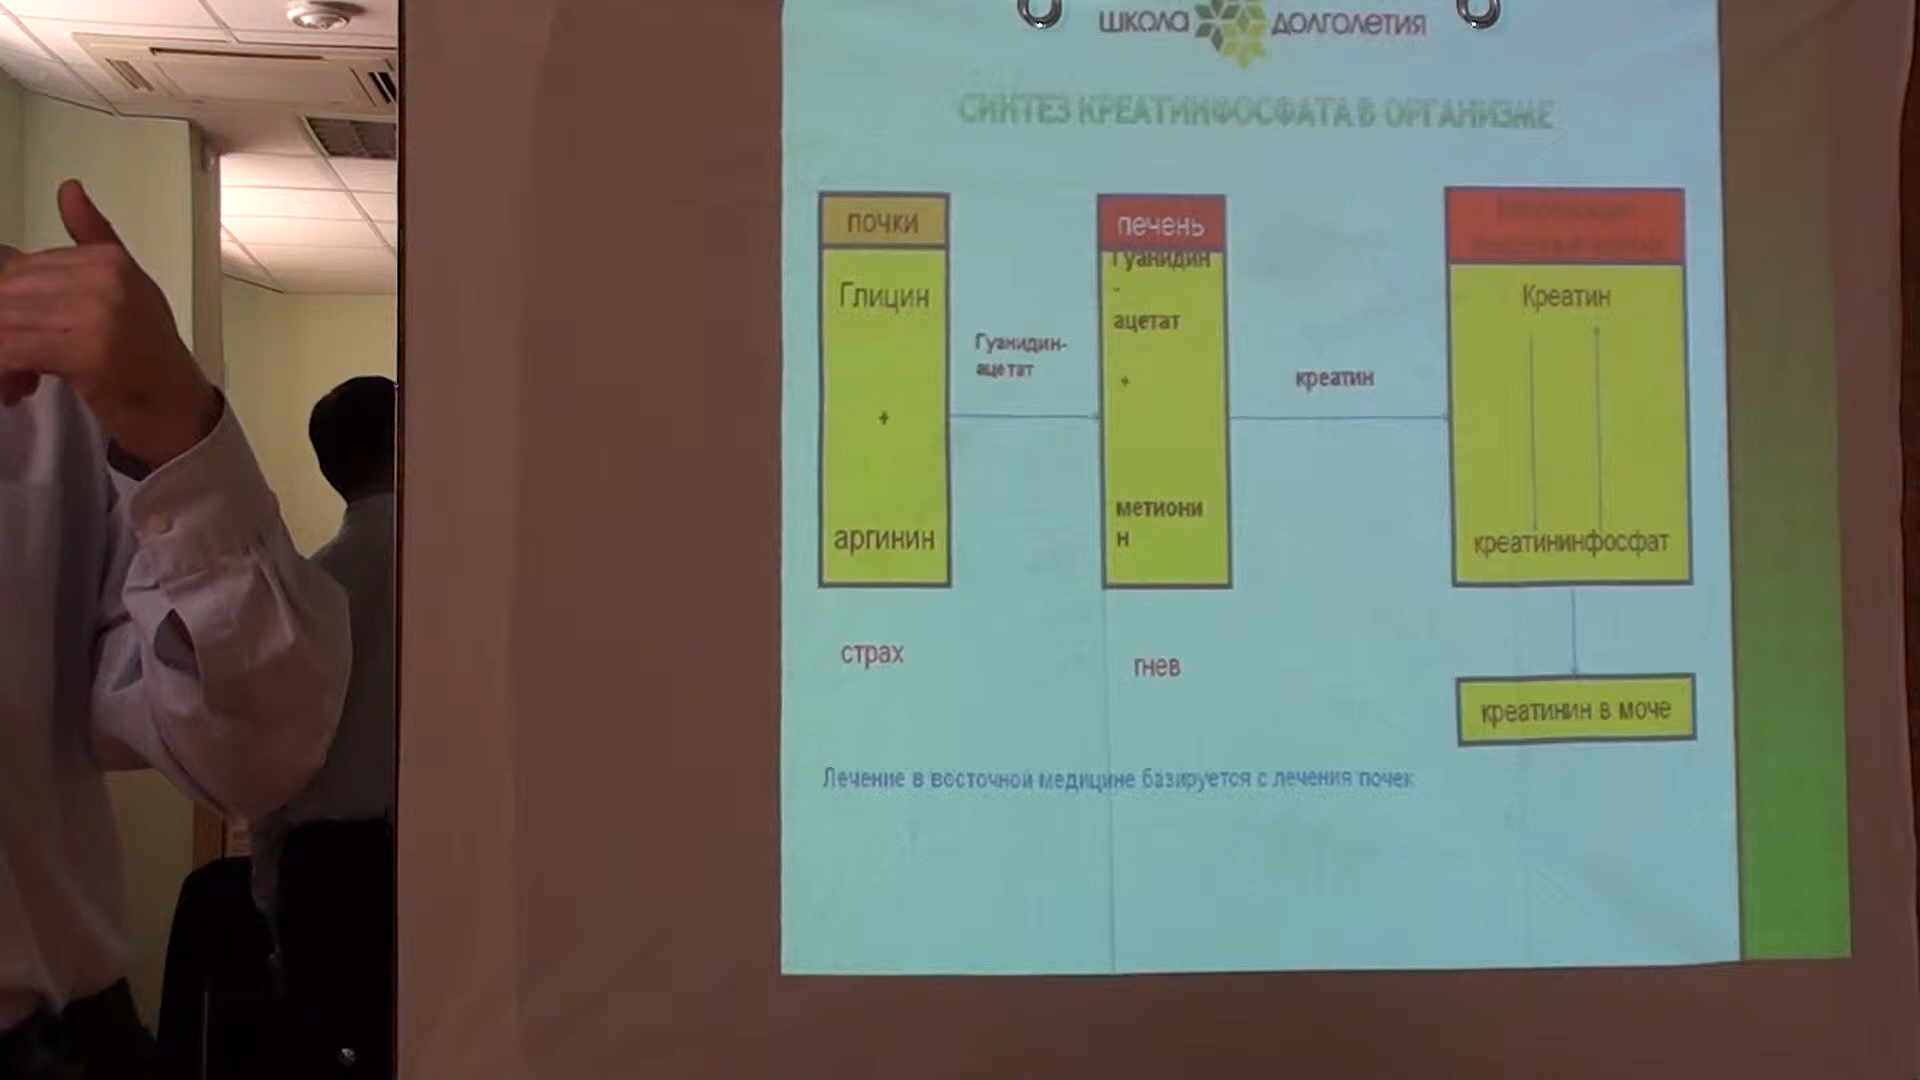 школа долголетия
СИНТЕЗ КРЕАТИНФОСФАТА В ОРГАНИЗМЕ
почки
Глицин
+
аргинин
Гуанидин-
ацетат
печень
Гуанидин
-
ацетат
+
метиони
н
креатин
Креатин
креатининфосфат
креатинин в моче
страх
гнев
Лечение в восточной медицине базируется с лечения почек